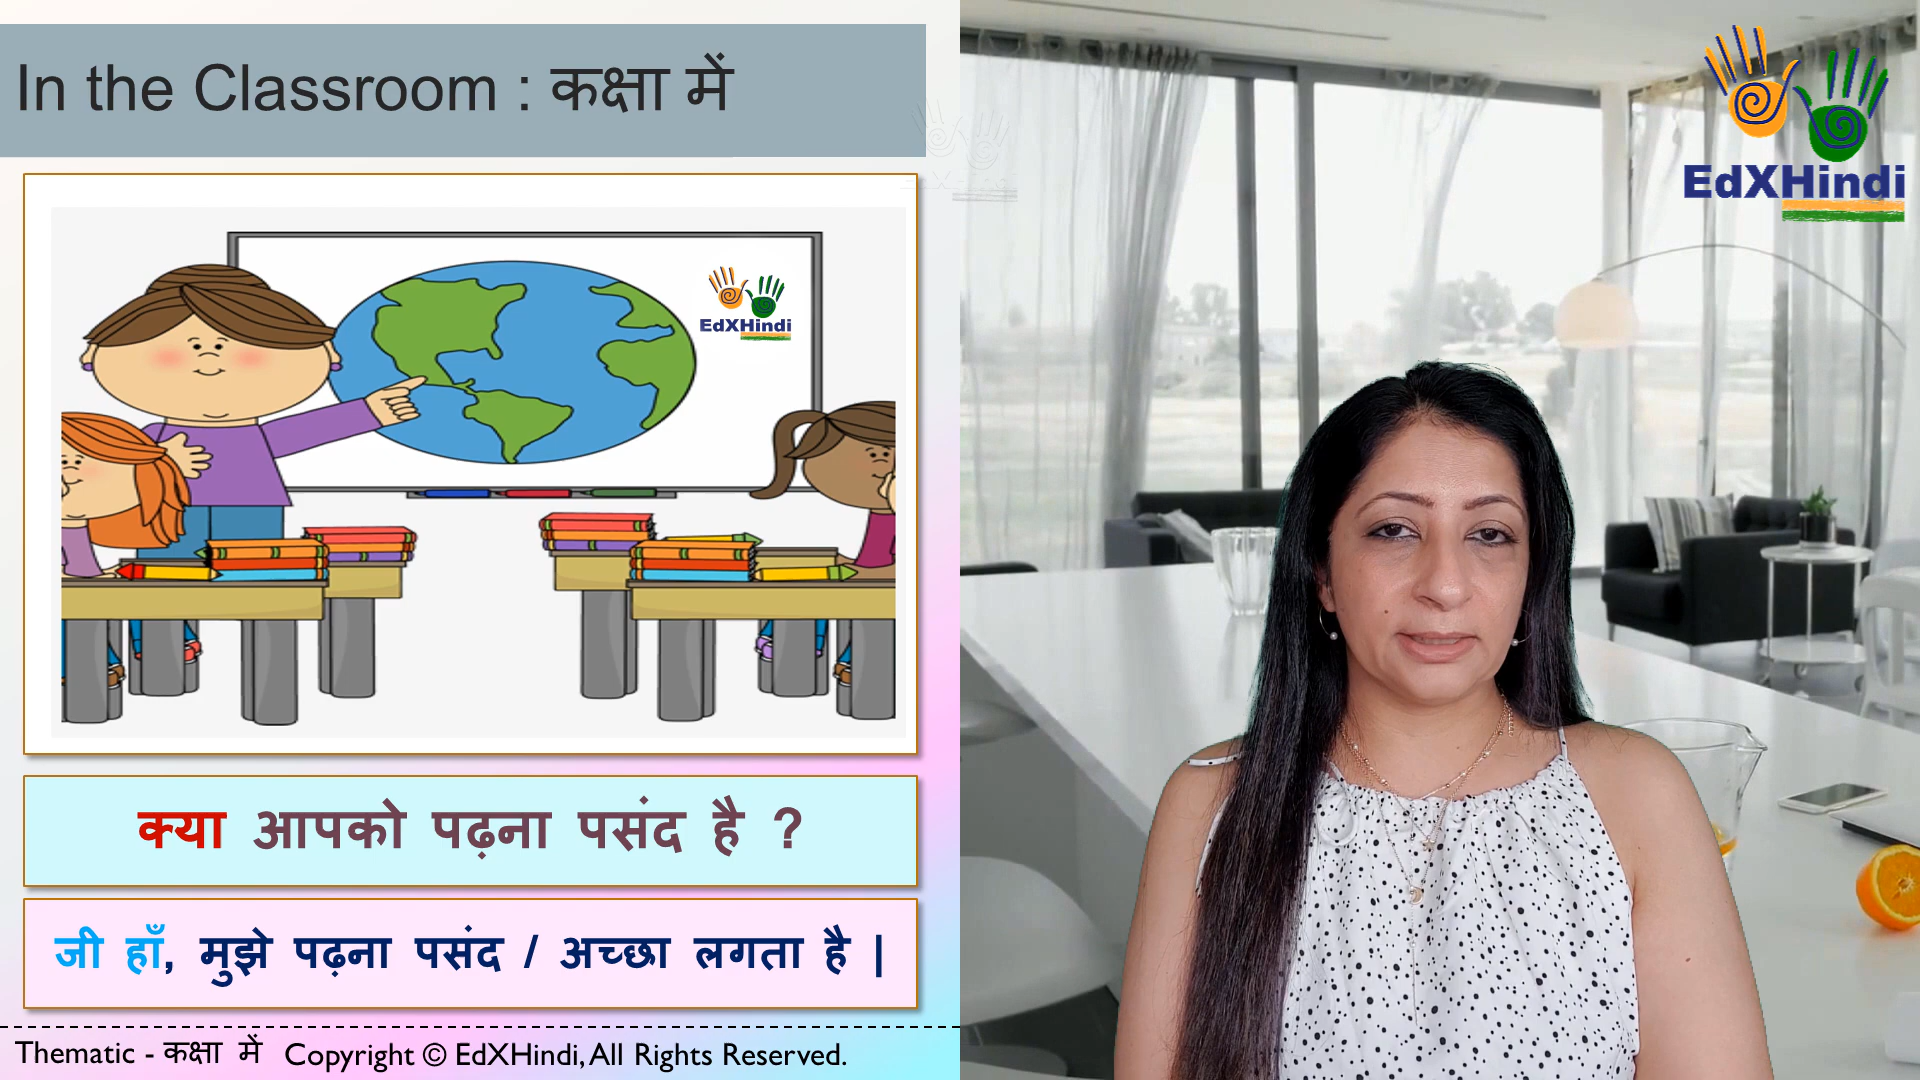 In the Classroom : कक्षा में
EdXHindi
EdXHindi
क्या आपको पढ़ना पसंद है ?
जी हाँ, मुझे पढ़ना पसंद / अच्छा लगता है |
Thematic - कक्षा में Copyright © EdXHindi, All Rights Reserved.